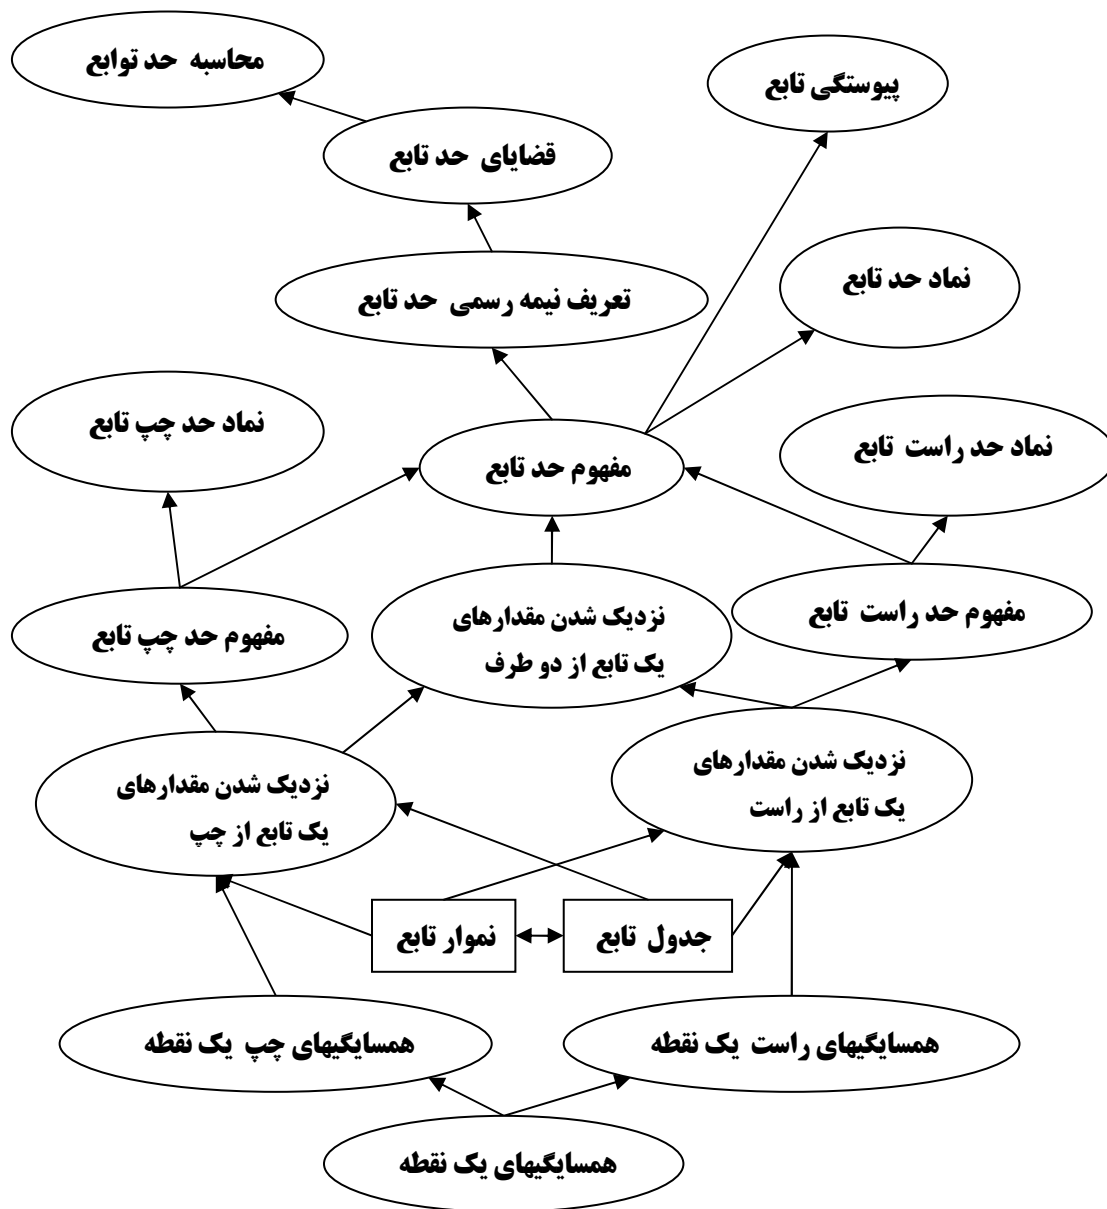 محاسبه حد توابع
پیوستگی تابع
قضایای حد تابع
نماد حد تابع
تعریف نیمه رسمی حد تابع
نماد حد چپ تابع
نماد حد راست تابع
مفهوم حد تابع
مفهوم حد راست تابع
نزدیک شدن مقدارهای
یک تابع از دو طرف
مفهوم حد چپ تابع
نزدیک شدن مقدارهای
یک تابع از راست
نزدیک شدن مقدارهای
یک تابع از چپ
جدول تابع
نموار تابع
همسایگیهای راست یک نقطه
همسایگیهای چپ یک نقطه
همسایگیهای یک نقطه